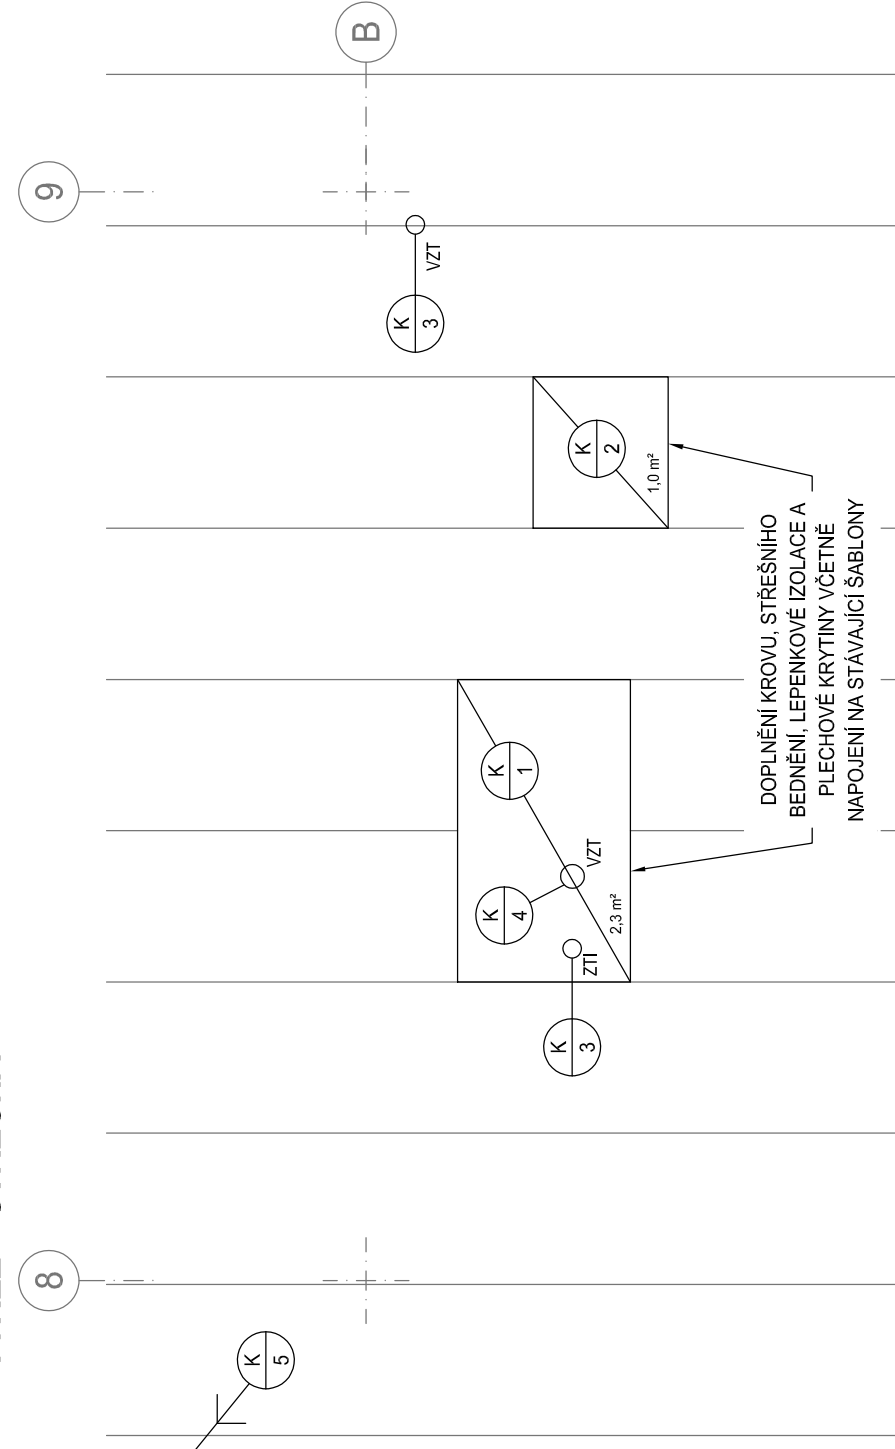 8
9
B
K
5
K
3
ZTI
K
4
VZT
K
1
2,3 m²
K
2
1,0 m²
K
3
VZT
DOPLNĚNÍ KROVU, STŘEŠNÍHO
BEDNĚNÍ, LEPENKOVÉ IZOLACE A
PLECHOVÉ KRYTINY VČETNĚ
NAPOJENÍ NA STÁVAJÍCÍ ŠABLONY